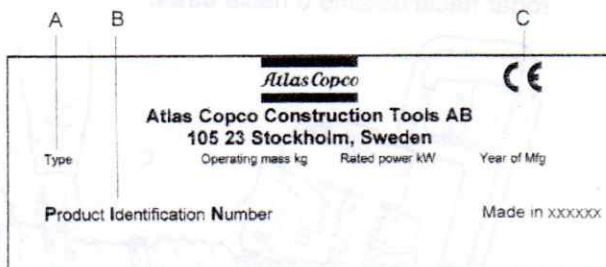 A B C
Atlas Copco CE
Atlas Copco Construction Tools AB
105 23 Stockholm, Sweden
Type Operating mass kg Rated power kW Year of Mfg
Product Identification Number Made in xxxxxx